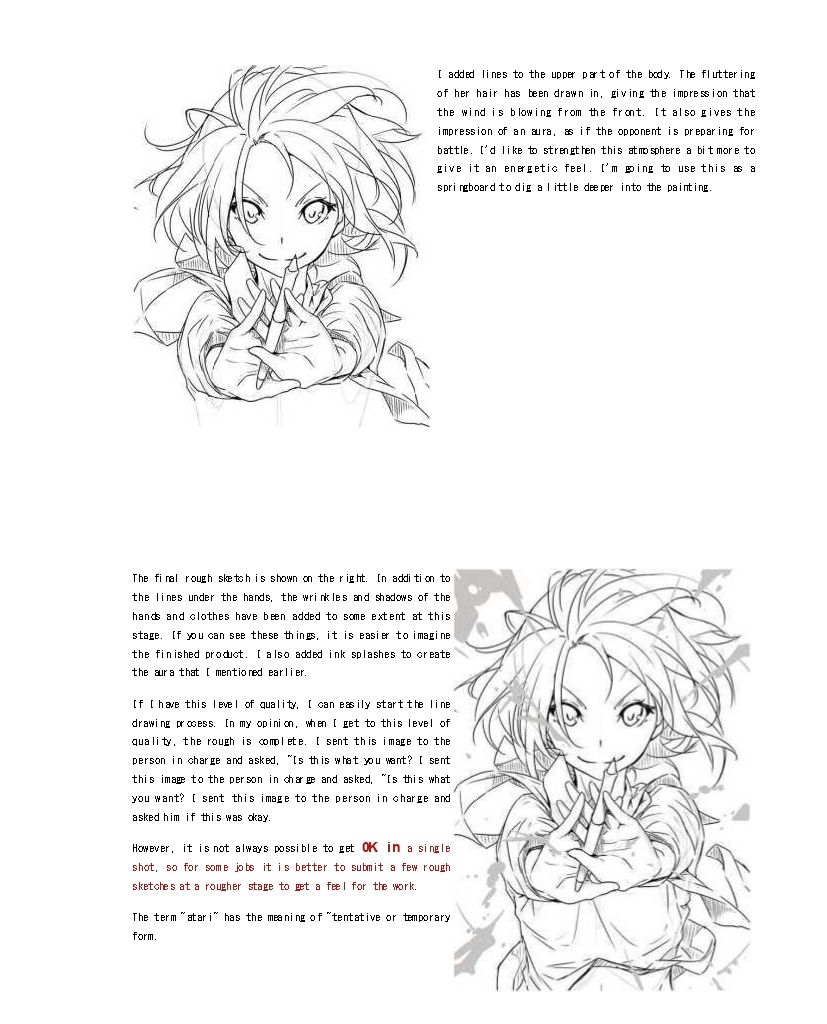 I added lines to the upper part of the body. The fluttering
of her hair has been drawn in, giving the impression that
the wind is blowing from the front. It also gives the
impression of an aura, as if the opponent is preparing for
battle. I'd like to strengthen this atmosphere a bit more to
give it an energetic feel. I'm going to use this as a
springboard to dig a little deeper into the painting.
The final rough sketch is shown on the right. In addition to
the lines under the hands, the wrinkles and shadows of the
hands and clothes have been added to some extent at this
stage. If you can see these things, it is easier to imagine
the finished product. I also added ink splashes to create
the aura that I mentioned earlier.
If I have this level of quality, I can easily start the line
drawing process. In my opinion, when I get to this level of
quality, the rough is complete. I sent this image to the
person in charge and asked, "Is this what you want? I sent
this image to the person in charge and asked, "Is this what
you want? I sent this image to the person in charge and
asked him if this was okay.
However, it is not always possible to get OK in a single
shot, so for some jobs it is better to submit a few rough
sketches at a rougher stage to get a feel for the work.
The term "atari" has the meaning of "tentative or temporary
form.